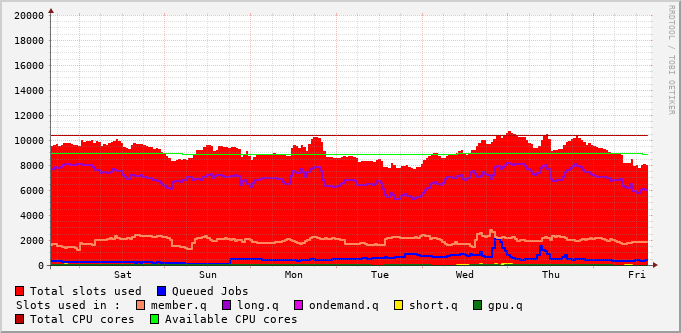 RRDTOOL / TOBI OETIKER
20000
18000
16000
14000
12000
10000
8000
6000
4000
2000
0
Sat Sun Mon Tue Wed Thu Fri
Total slots used Queued Jobs
Slots used in : member.q long.q ondemand.q short.q gpu.q
Total CPU cores Available CPU cores